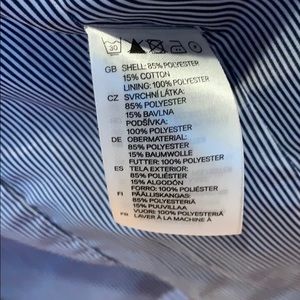 30
GB SHELL: 85% POLYESTER
15% COTTON
LINING: 100% POLYESTER
CZ SVRCHNÍ LÁTKA:
85% POLYESTER
15% BAVLNA
PODŠÍVKA:
100% POLYESTER
DE OBERMATERIAL:
85% POLYESTER
15% BAUMWOLLE
FUTTER: 100% POLYESTER
ES TELA EXTERIOR:
85% POLIÉSTER
15% ALGODÓN
FORRO: 100% POLIÉSTER
FI PÄÄLLISKANGAS:
85% POLYESTERIÄ
15% PUUVILLAA
VUORI: 100% POLYESTERIÄ
FR LAVER À LA MACHINE À